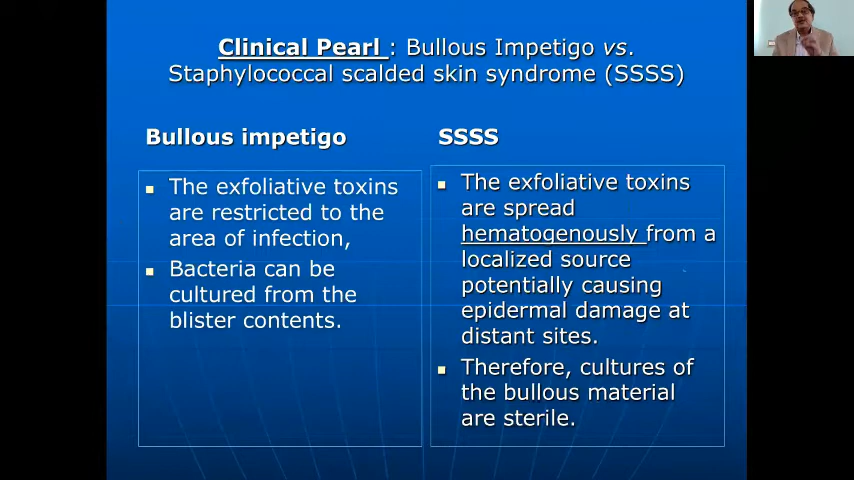 Clinical Pearl : Bullous Impetigo vs.
Staphylococcal scalded skin syndrome (SSSS)
Bullous impetigo
The exfoliative toxins
are restricted to the
area of infection,
Bacteria can be
cultured from the
blister contents.
SSSS
The exfoliative toxins
are spread
hematogenously from a
localized source
potentially causing
epidermal damage at
distant sites.
Therefore, cultures of
the bullous material
are sterile.